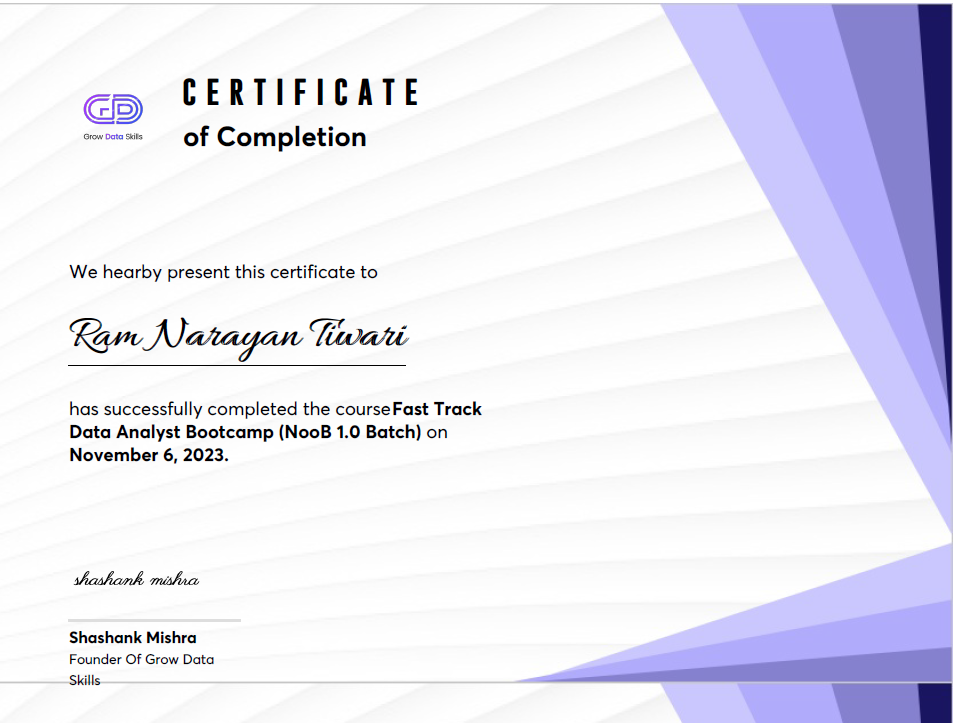 CERTIFICATE
of Completion
Grow Data Skills
We hearby present this certificate to
Ram Narayan Tiwari
has successfully completed the course Fast Track
Data Analyst Bootcamp (NooB 1.0 Batch) on
November 6, 2023.
shashank mishra
Shashank Mishra
Founder Of Grow Data
Skills